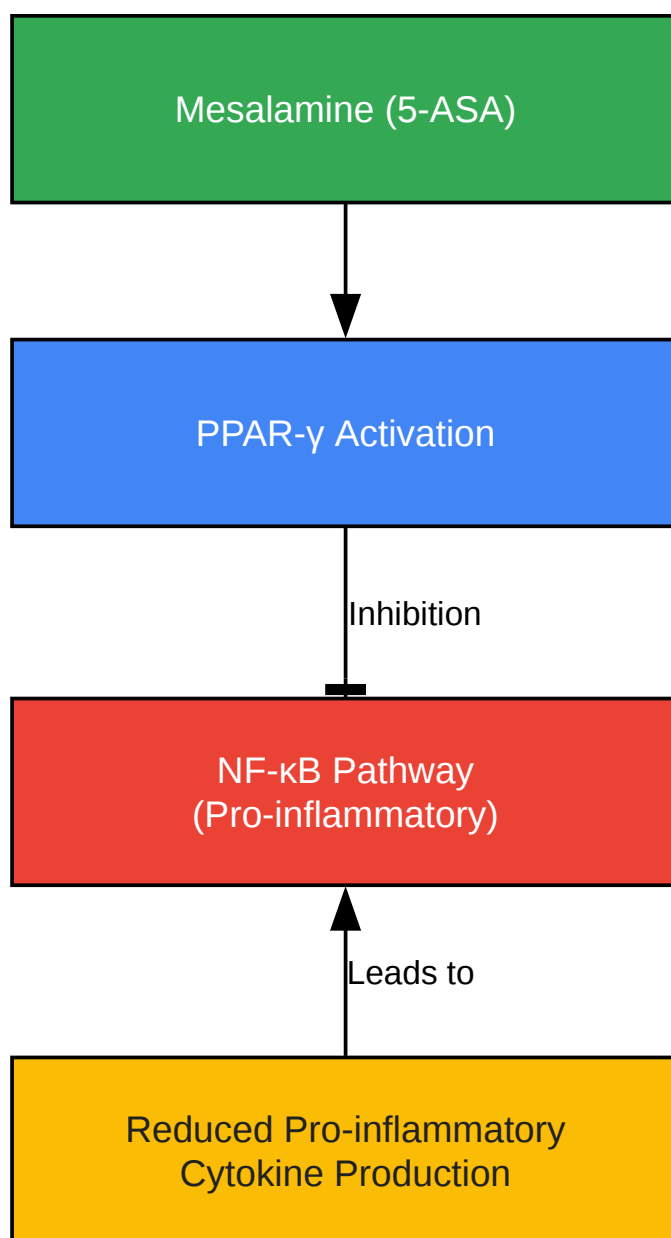 Mesalamine (5-ASA)
PPAR-γ Activation
Inhibition
NF-κB Pathway
(Pro-inflammatory)
Leads to
Reduced Pro-inflammatory
Cytokine Production